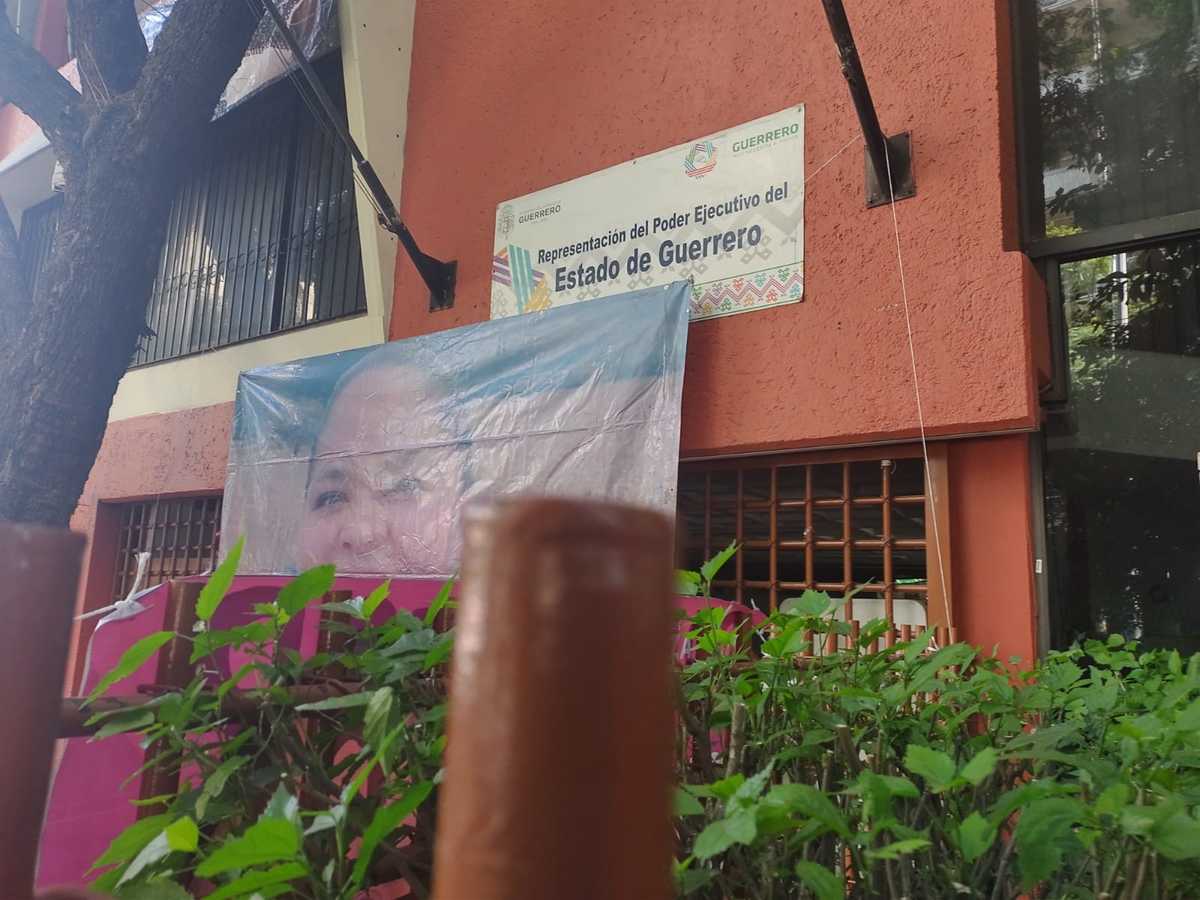 GUERRERO
GUERRERO
Representación del Poder Ejecutivo del
Estado de Guerrero